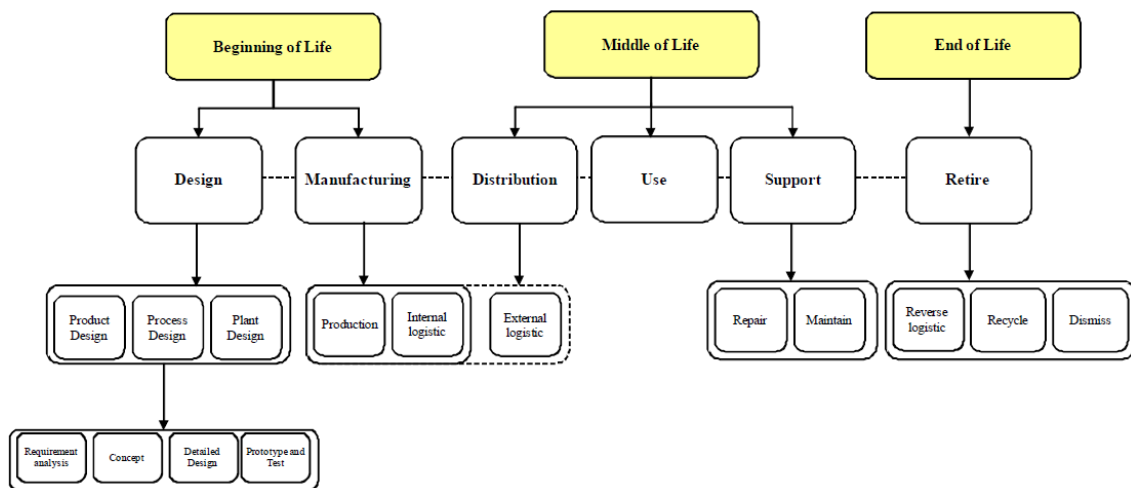 Beginning of Life
Middle of Life
End of Life
Design
Manufacturing
Distribution
Use
Support
Retire
Product
Design
Process
Design
Plant
Design
Production
Internal
logistic
External
logistic
Repair
Maintain
Reverse
logistic
Recycle
Dismiss
Requirement
analysis
Concept
Detailed
Design
Prototype and
Test